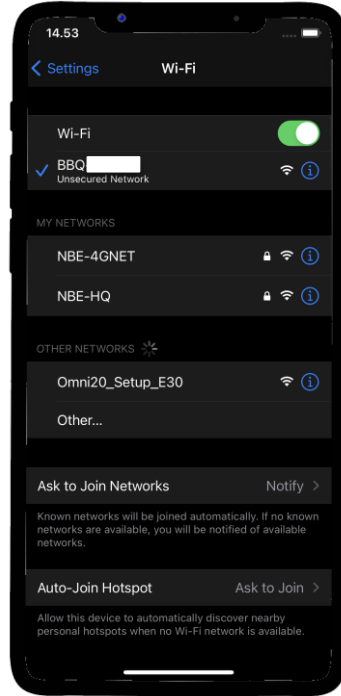 14.53
Settings
Wi-Fi
Wi-Fi
BBQ
Unsecured Network
MY NETWORKS
NBE-4GNET
NBE-HQ
OTHER NETWORKS
Omni20_Setup_E30
Other...
Ask to Join Networks Notify
Known networks will be joined automatically. If no known
networks are available, you will be notified of available
networks.
Auto-Join Hotspot Ask to Join
Allow this device to automatically discover nearby
personal hotspots when no Wi-Fi network is available.